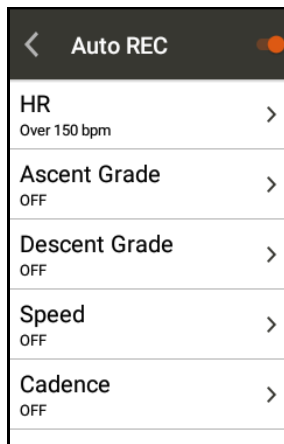 Auto REC
HR
Over 150 bpm
Ascent Grade
OFF
Descent Grade
OFF
Speed
OFF
Cadence
OFF